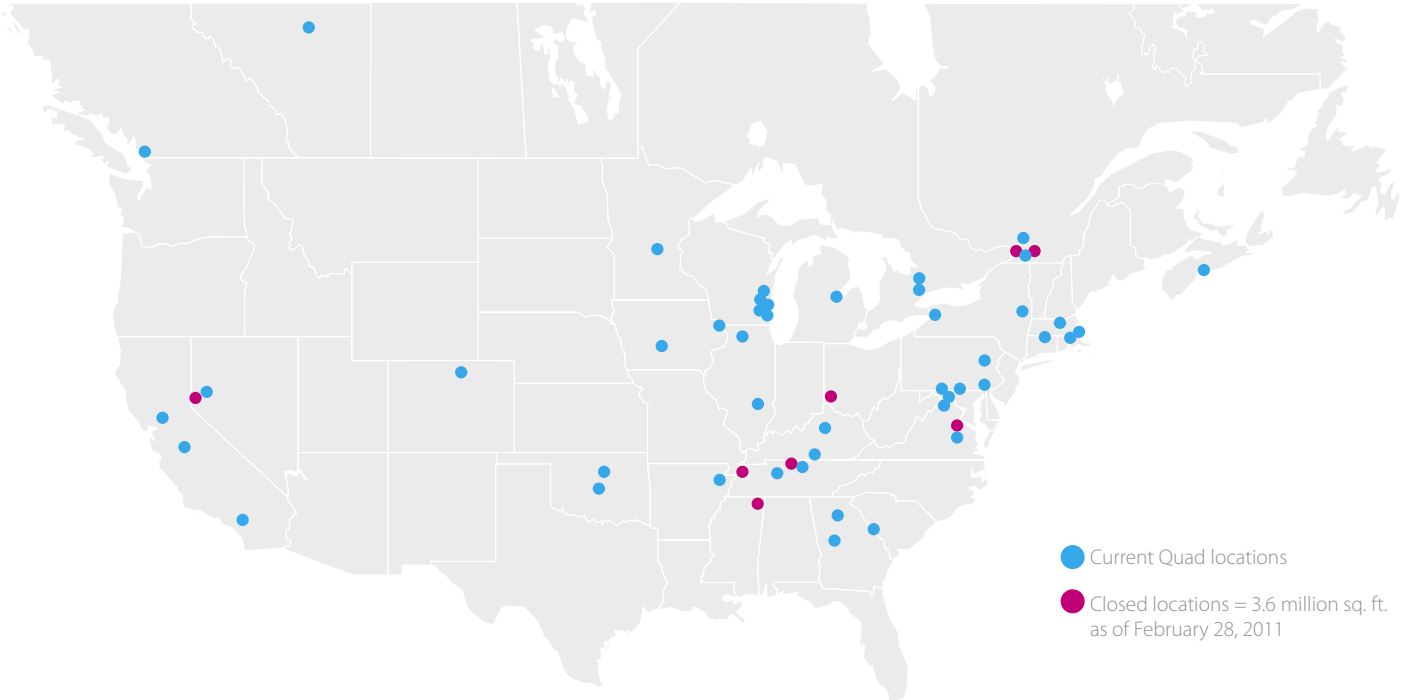 Current Quad locations
Closed locations = 3.6 million sq. ft.
as of February 28, 2011